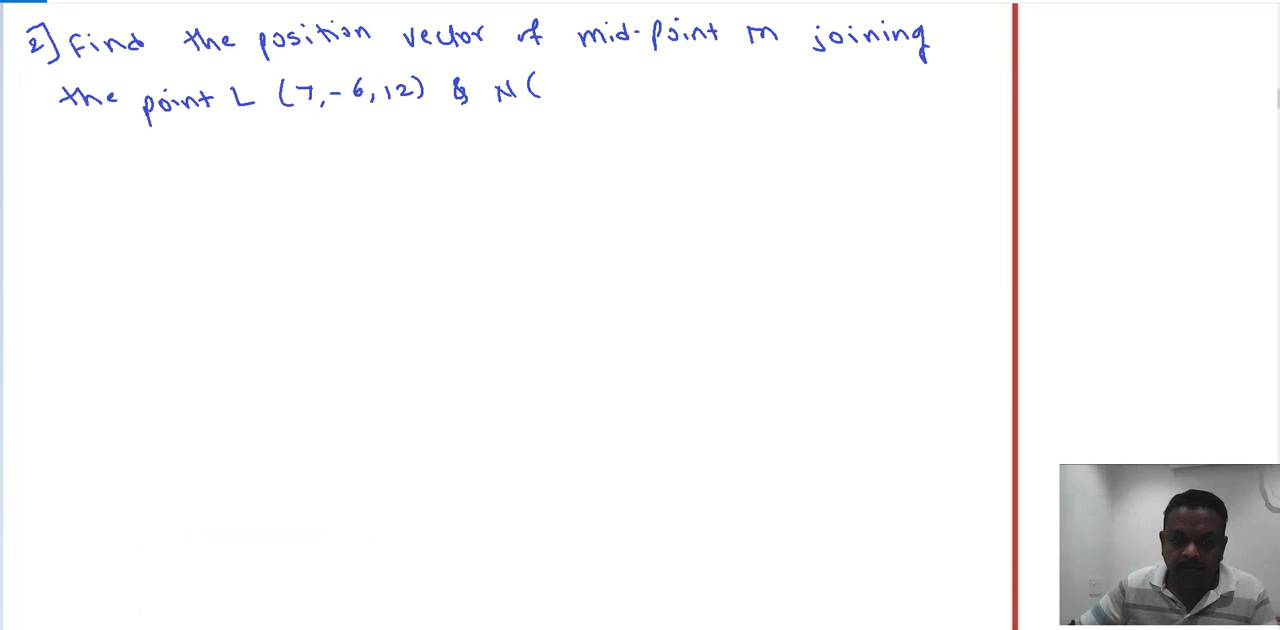 2] Find the position vector of mid-point m joining
the point L (7,-6,12) & N(